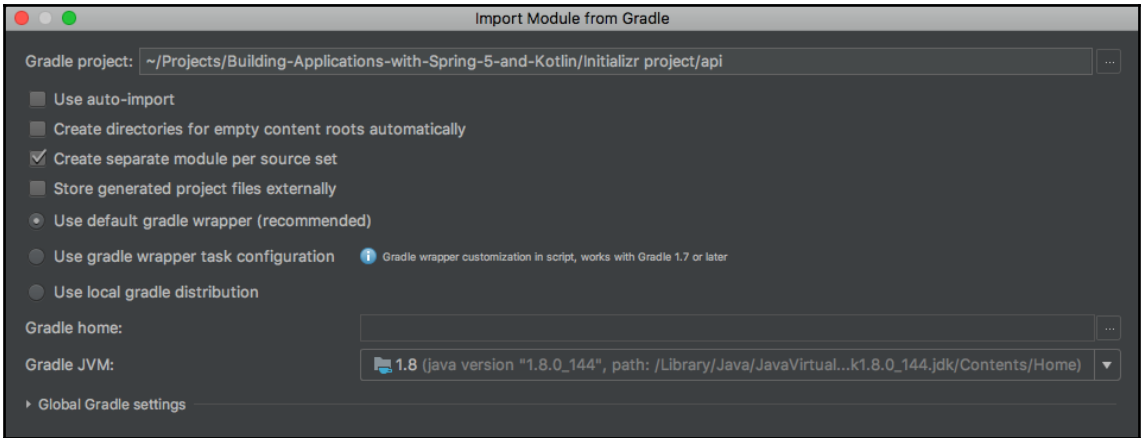 Import Module from Gradle
Gradle project: ~/Projects/Building-Applications-with-Spring-5-and-Kotlin/Initializr project/api ...
Use auto-import
Create directories for empty content roots automatically
Create separate module per source set
Store generated project files externally
Use default gradle wrapper (recommended)
Use gradle wrapper task configuration Gradle wrapper customization in script, works with Gradle 1.7 or later
Use local gradle distribution
Gradle home: ...
Gradle JVM: 1.8 (java version "1.8.0_144", path: /Library/Java/JavaVirtual...k1.8.0_144.jdk/Contents/Home)
Global Gradle settings